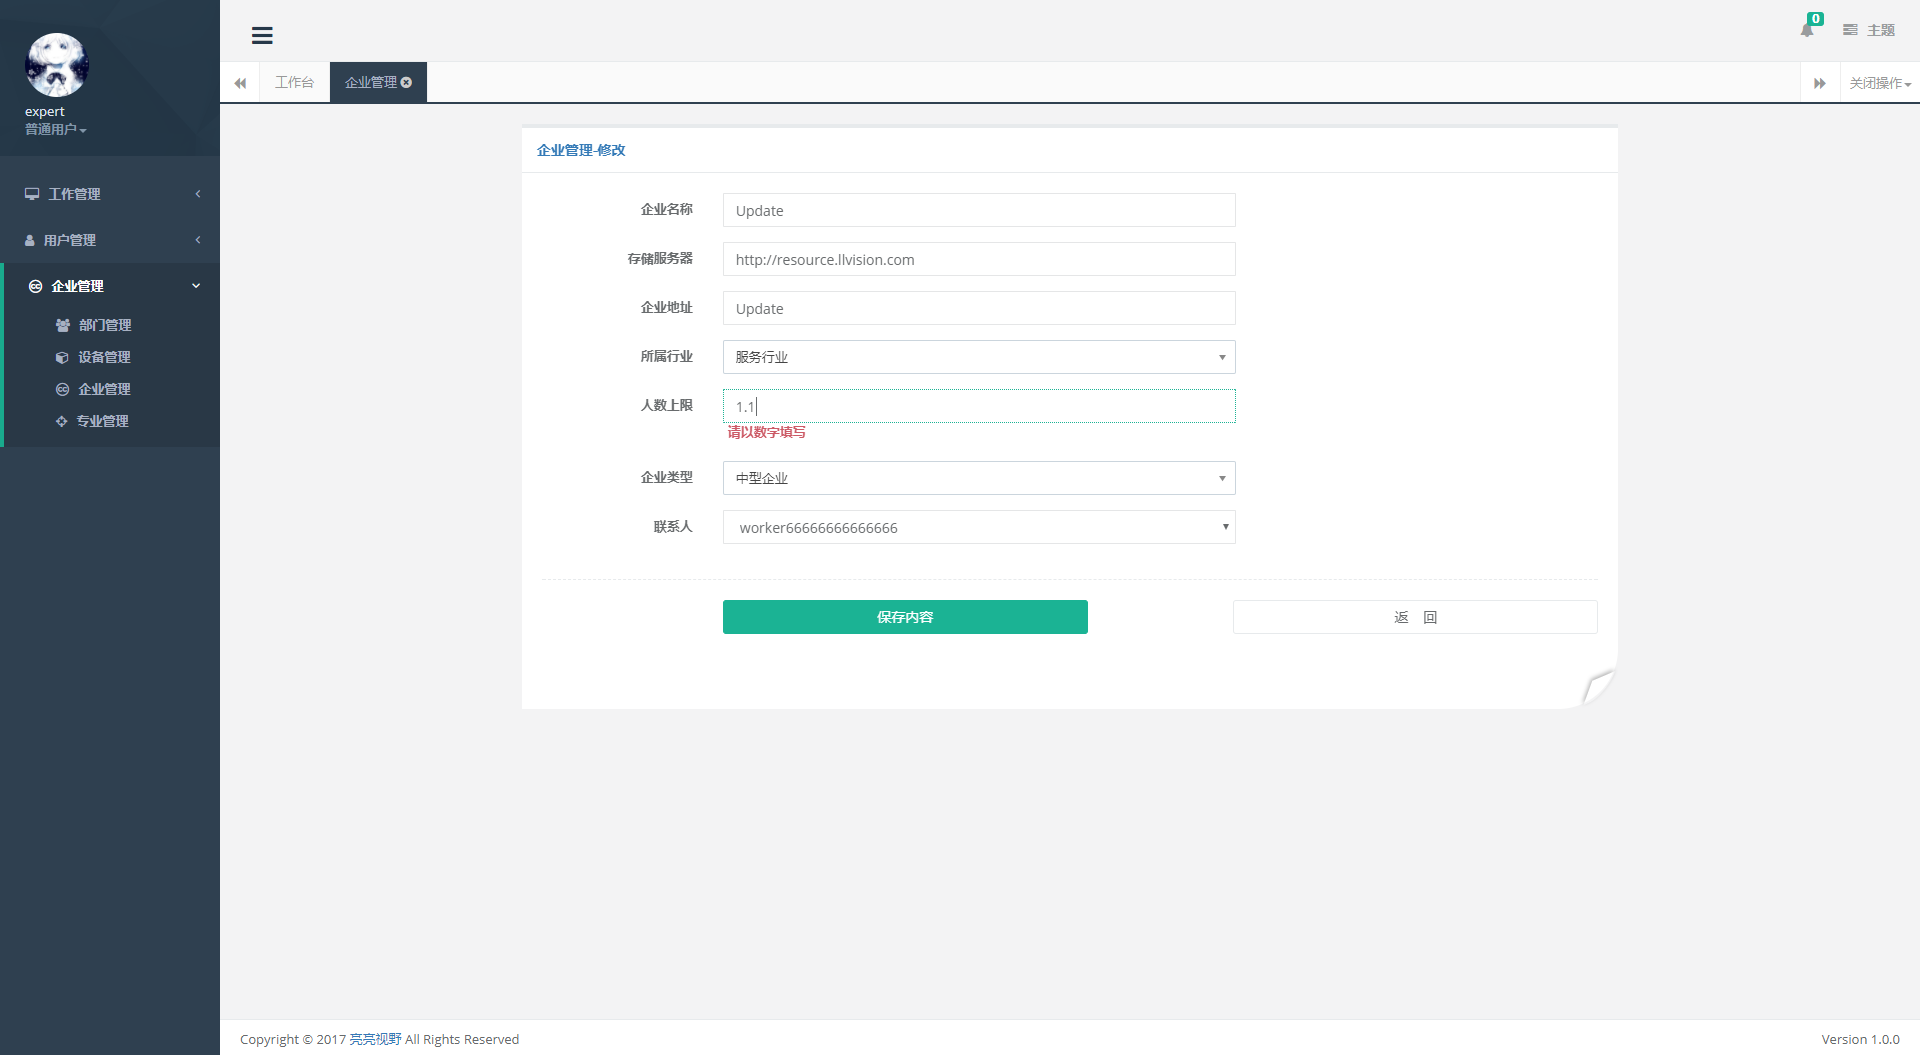 expert
普通用户
工作管理
用户管理
企业管理
部门管理
设备管理
企业管理
专业管理
0
主题
工作台
企业管理
关闭操作
企业管理-修改
企业名称 Update
存储服务器 http://resource.llvision.com
企业地址 Update
所属行业 服务行业
人数上限 1.1
请以数字填写
企业类型 中型企业
联系人 worker66666666666666
保存内容 返 回
Copyright © 2017 亮亮视野 All Rights Reserved Version 1.0.0